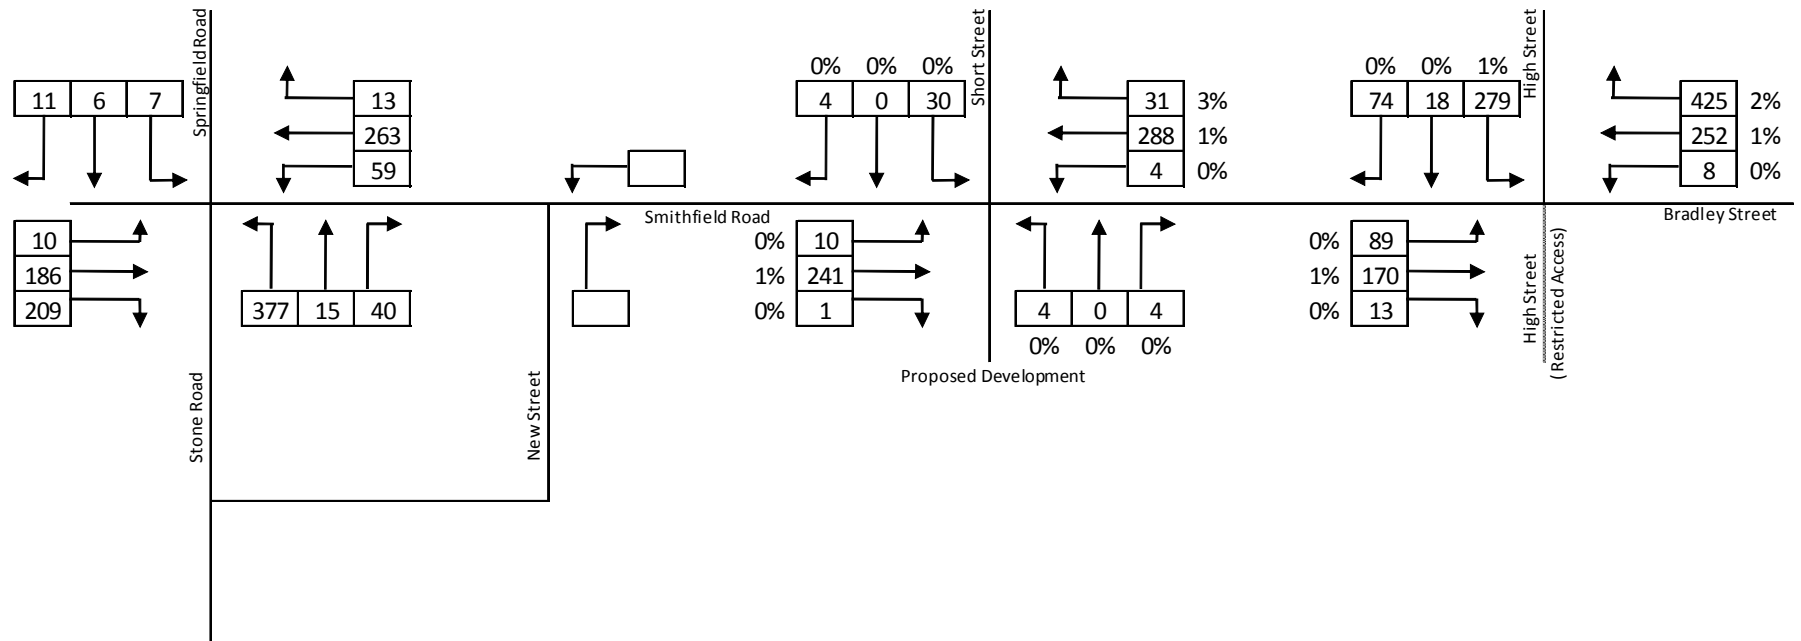 Springfield Road
Short Street
High Street
0% 0% 0%
0% 0% 1%
11 6 7
13
263
59
4 0 30
31 3%
288 1%
4 0%
74 18 279
425 2%
252 1%
8 0%
Smithfield Road
Bradley Street
10
186
209
377 15 40
0% 10
1% 241
0% 1
4 0 4
0% 0% 0%
0% 89
1% 170
0% 13
High Street
(Restricted Access)
Proposed Development
Stone Road
New Street